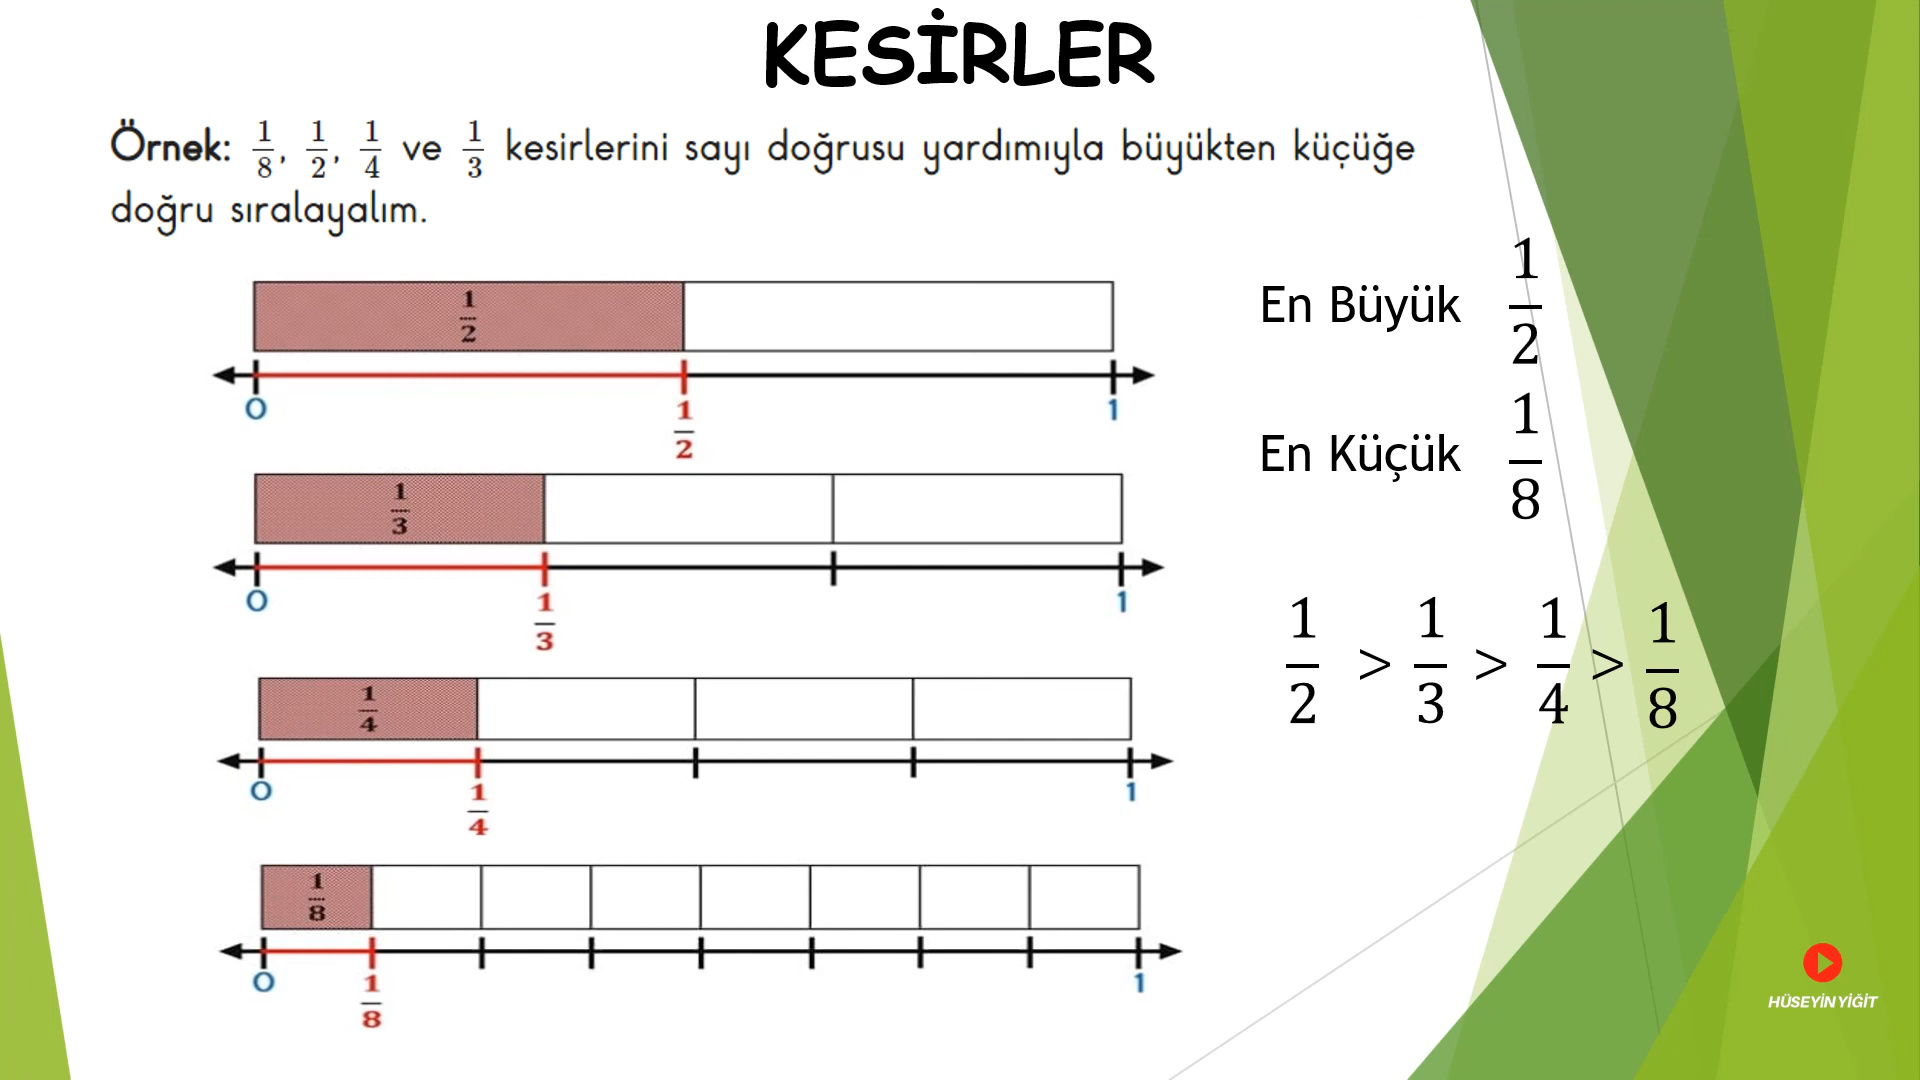 KESİRLER
Örnek: 1/8, 1/2, 1/4 ve 1/3 kesirlerini sayı doğrusu yardımıyla büyükten küçüğe
doğru sıralayalım.
1/2
0 1/2 1
1/3
0 1/3 1
1/4
0 1/4 1
1/8
0 1/8 1
En Büyük 1/2
En Küçük 1/8
1/2 > 1/3 > 1/4 > 1/8
HÜSEYİN YİĞİT